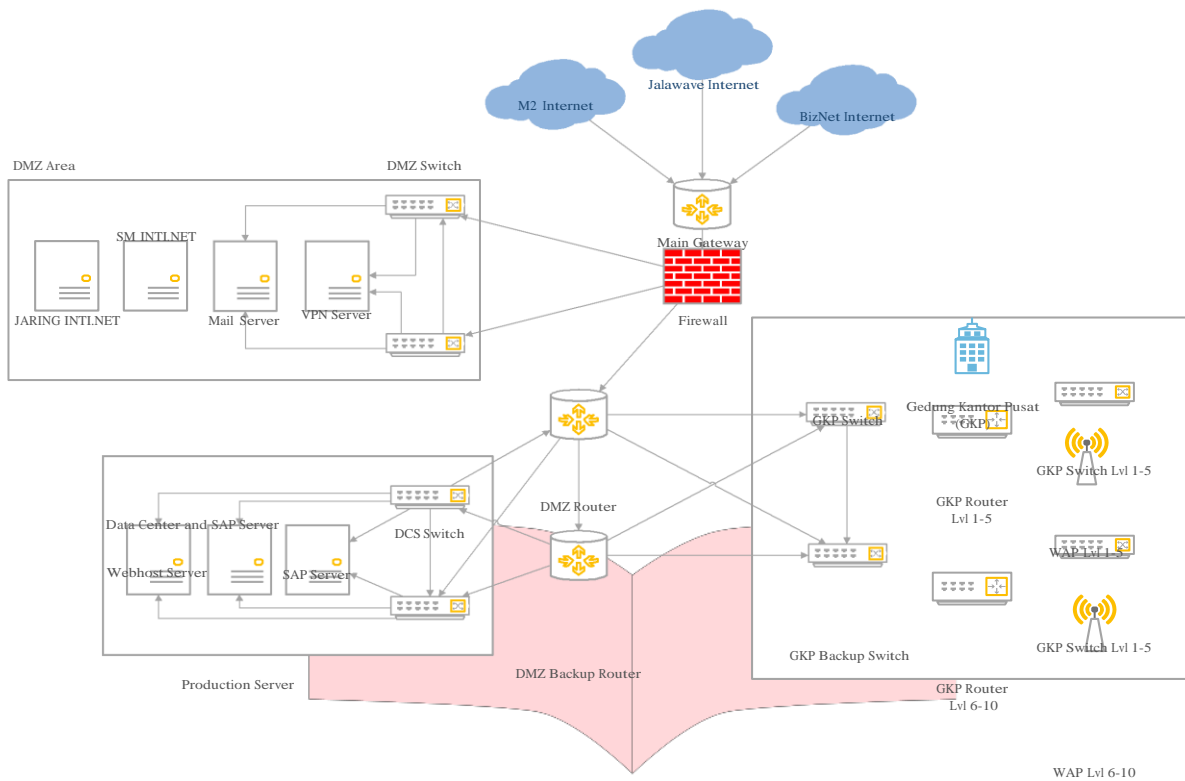 Jalawave Internet
M2 Internet
BizNet Internet
DMZ Area
DMZ Switch
SM INTI.NET
Main Gateway
JARING INTI.NET
Mail Server
VPN Server
Firewall
Gedung Kantor Pusat
(GKP)
GKP Switch
GKP Switch Lvl 1-5
GKP Router
Lvl 1-5
DMZ Router
Data Center and SAP Server
DCS Switch
WAP Lvl 1-5
Webhost Server
SAP Server
GKP Switch Lvl 1-5
GKP Backup Switch
DMZ Backup Router
Production Server
GKP Router
Lvl 6-10
WAP Lvl 6-10